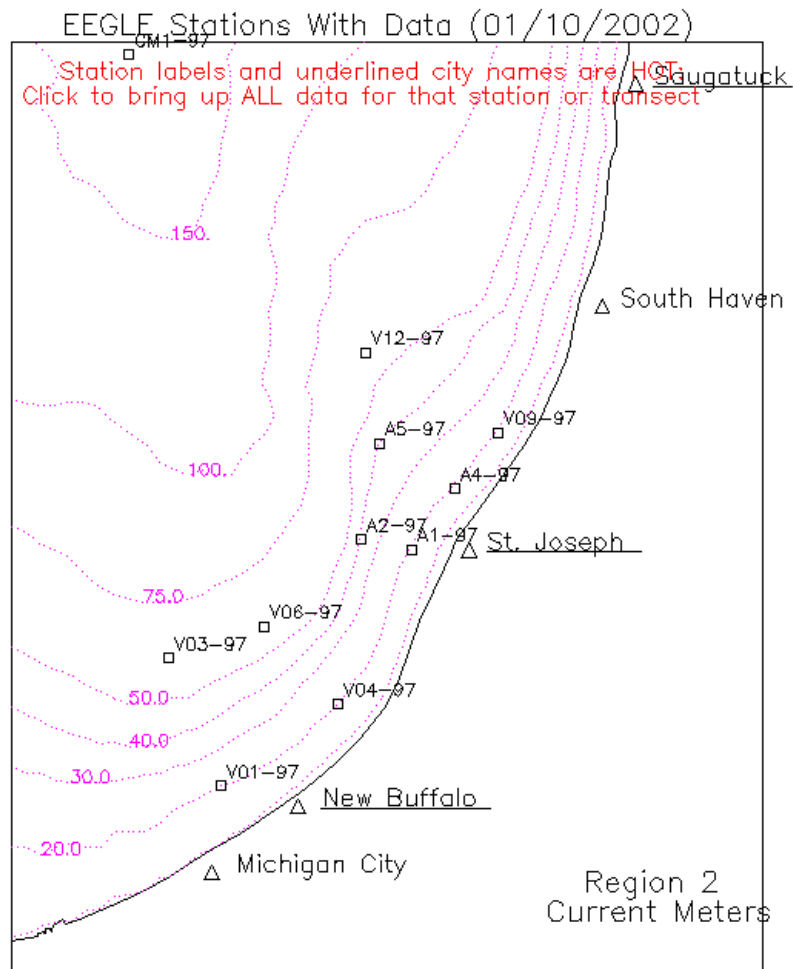 EEGLE Stations With Data (01/10/2002)
CM1-97
Station labels and underlined city names are HOT:
Saugatuck
Click to bring up ALL data for that station or transect
150.
South Haven
V12-97
A5-97
V09-97
100.
A4-97
A2-97
A1-97
St. Joseph
75.0
V06-97
V03-97
50.0
V04-97
40.0
30.0
V01-97
New Buffalo
20.0
Michigan City
Region 2
Current Meters